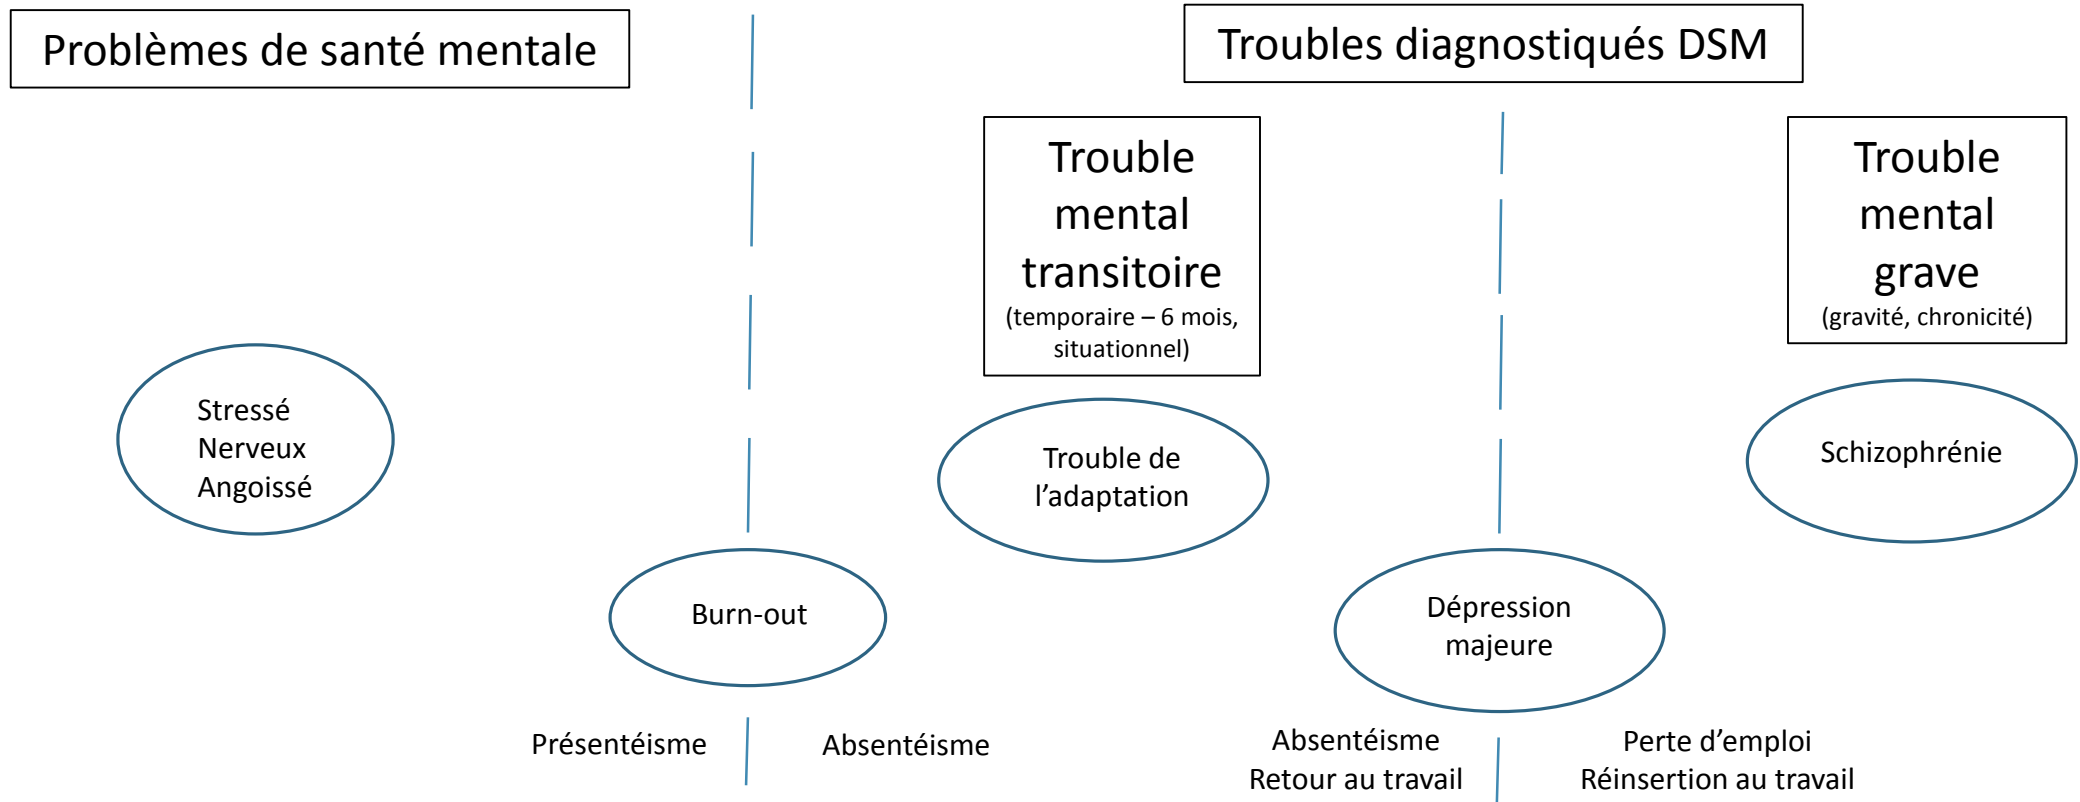 Problèmes de santé mentale
Troubles diagnostiqués DSM
Trouble
mental
transitoire
(temporaire – 6 mois,
situationnel)
Trouble
mental
grave
(gravité, chronicité)
Stressé
Nerveux
Angoissé
Trouble de
l’adaptation
Schizophrénie
Burn-out
Dépression
majeure
Présentéisme
Absentéisme
Absentéisme
Retour au travail
Perte d’emploi
Réinsertion au travail